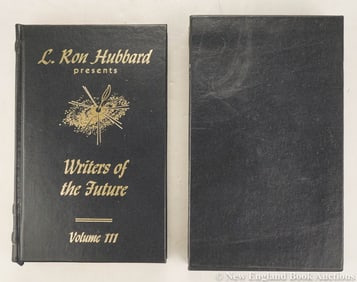 L. Ron Hubbard
presents
Writers of
the Future
Volume III
© New England Book Auctions